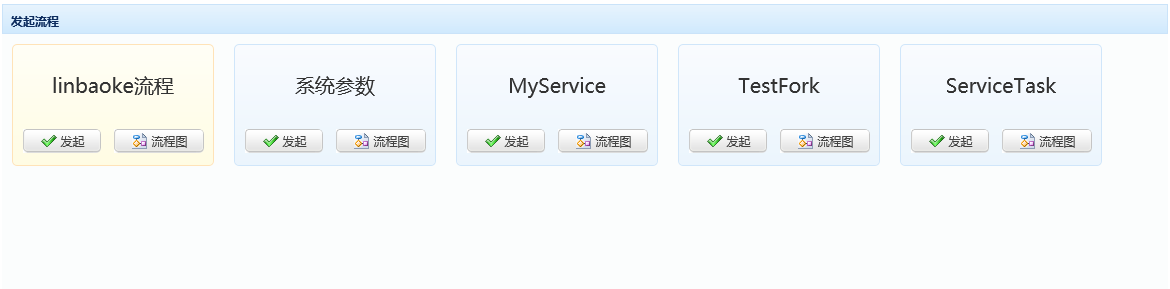 发起流程
linbaoke流程 系统参数 MyService TestFork ServiceTask
发起 流程图 发起 流程图 发起 流程图 发起 流程图 发起 流程图